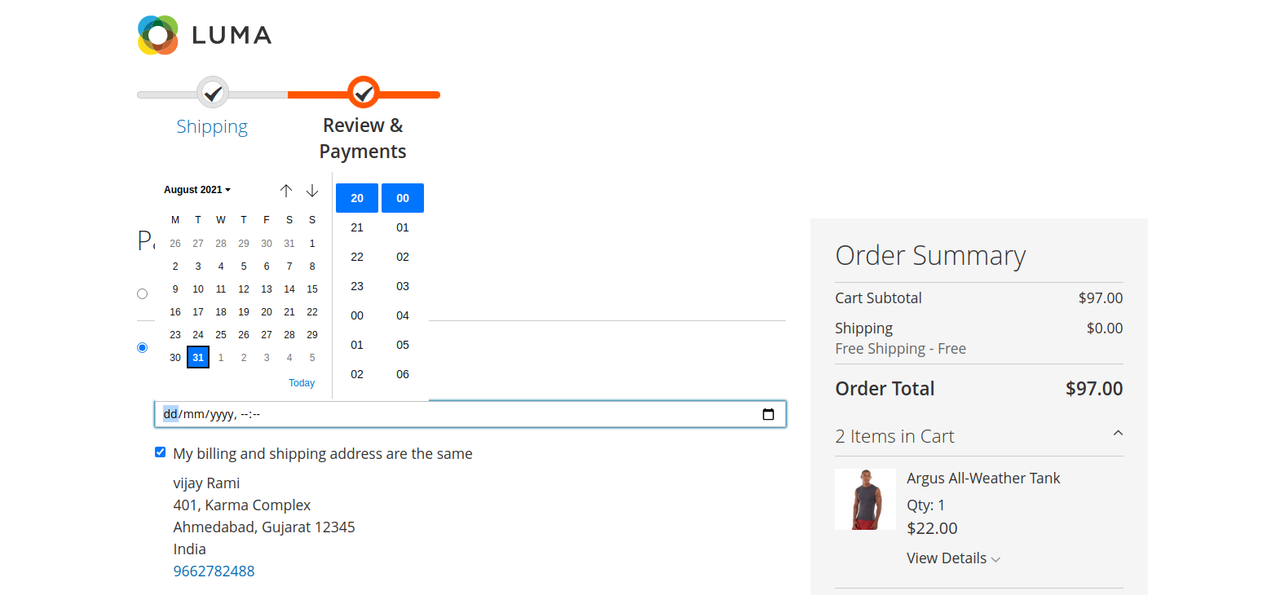 LUMA
Shipping
Review &
Payments
August 2021
M T W T F S S
26 27 28 29 30 31 1
2 3 4 5 6 7 8
9 10 11 12 13 14 15
16 17 18 19 20 21 22
23 24 25 26 27 28 29
30 31 1 2 3 4 5
Today
20 00
21 01
22 02
23 03
00 04
01 05
02 06
dd/mm/yyyy, --:--
My billing and shipping address are the same
vijay Rami
401, Karma Complex
Ahmedabad, Gujarat 12345
India
9662782488
Order Summary
Cart Subtotal $97.00
Shipping $0.00
Free Shipping - Free
Order Total $97.00
2 Items in Cart
Argus All-Weather Tank
Qty: 1
$22.00
View Details